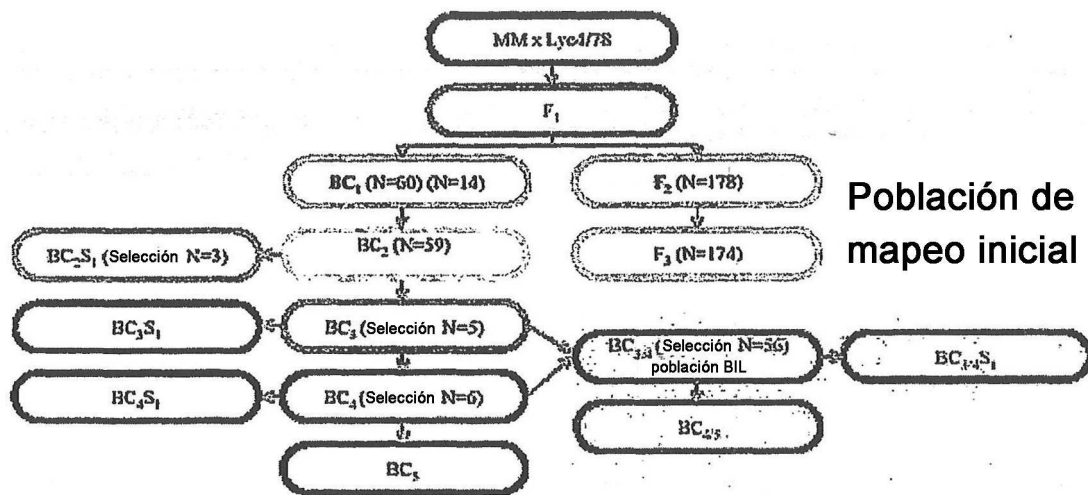 MM x Lyc4/78
F₁
BC₁ (N=60) (N=14)
F₂ (N=178)
Población de
mapeo inicial
BC₂ (N=59)
F₃ (N=174)
BC₂S₁ (Selección N=3)
BC₃S₁
BC₃ (Selección N=5)
BC₃/₄ (Selección N=56)
población BIL
BC₃/₄S₁
BC₄S₁
BC₄ (Selección N=6)
BC₄/₅
BC₅